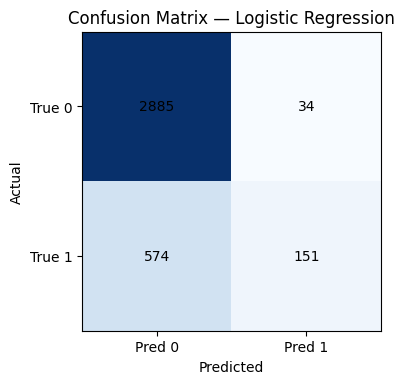 Confusion Matrix — Logistic Regression
Actual
True 0
2885
34
True 1
574
151
Pred 0
Pred 1
Predicted